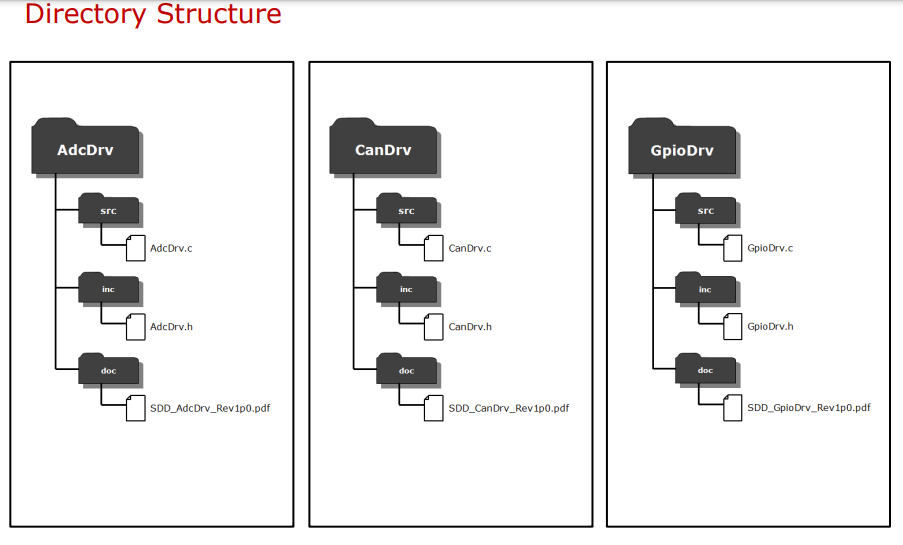 Directory Structure
AdcDrv
src
AdcDrv.c
inc
AdcDrv.h
doc
SDD_AdcDrv_Rev1p0.pdf
CanDrv
src
CanDrv.c
inc
CanDrv.h
doc
SDD_CanDrv_Rev1p0.pdf
GpioDrv
src
GpioDrv.c
inc
GpioDrv.h
doc
SDD_GpioDrv_Rev1p0.pdf